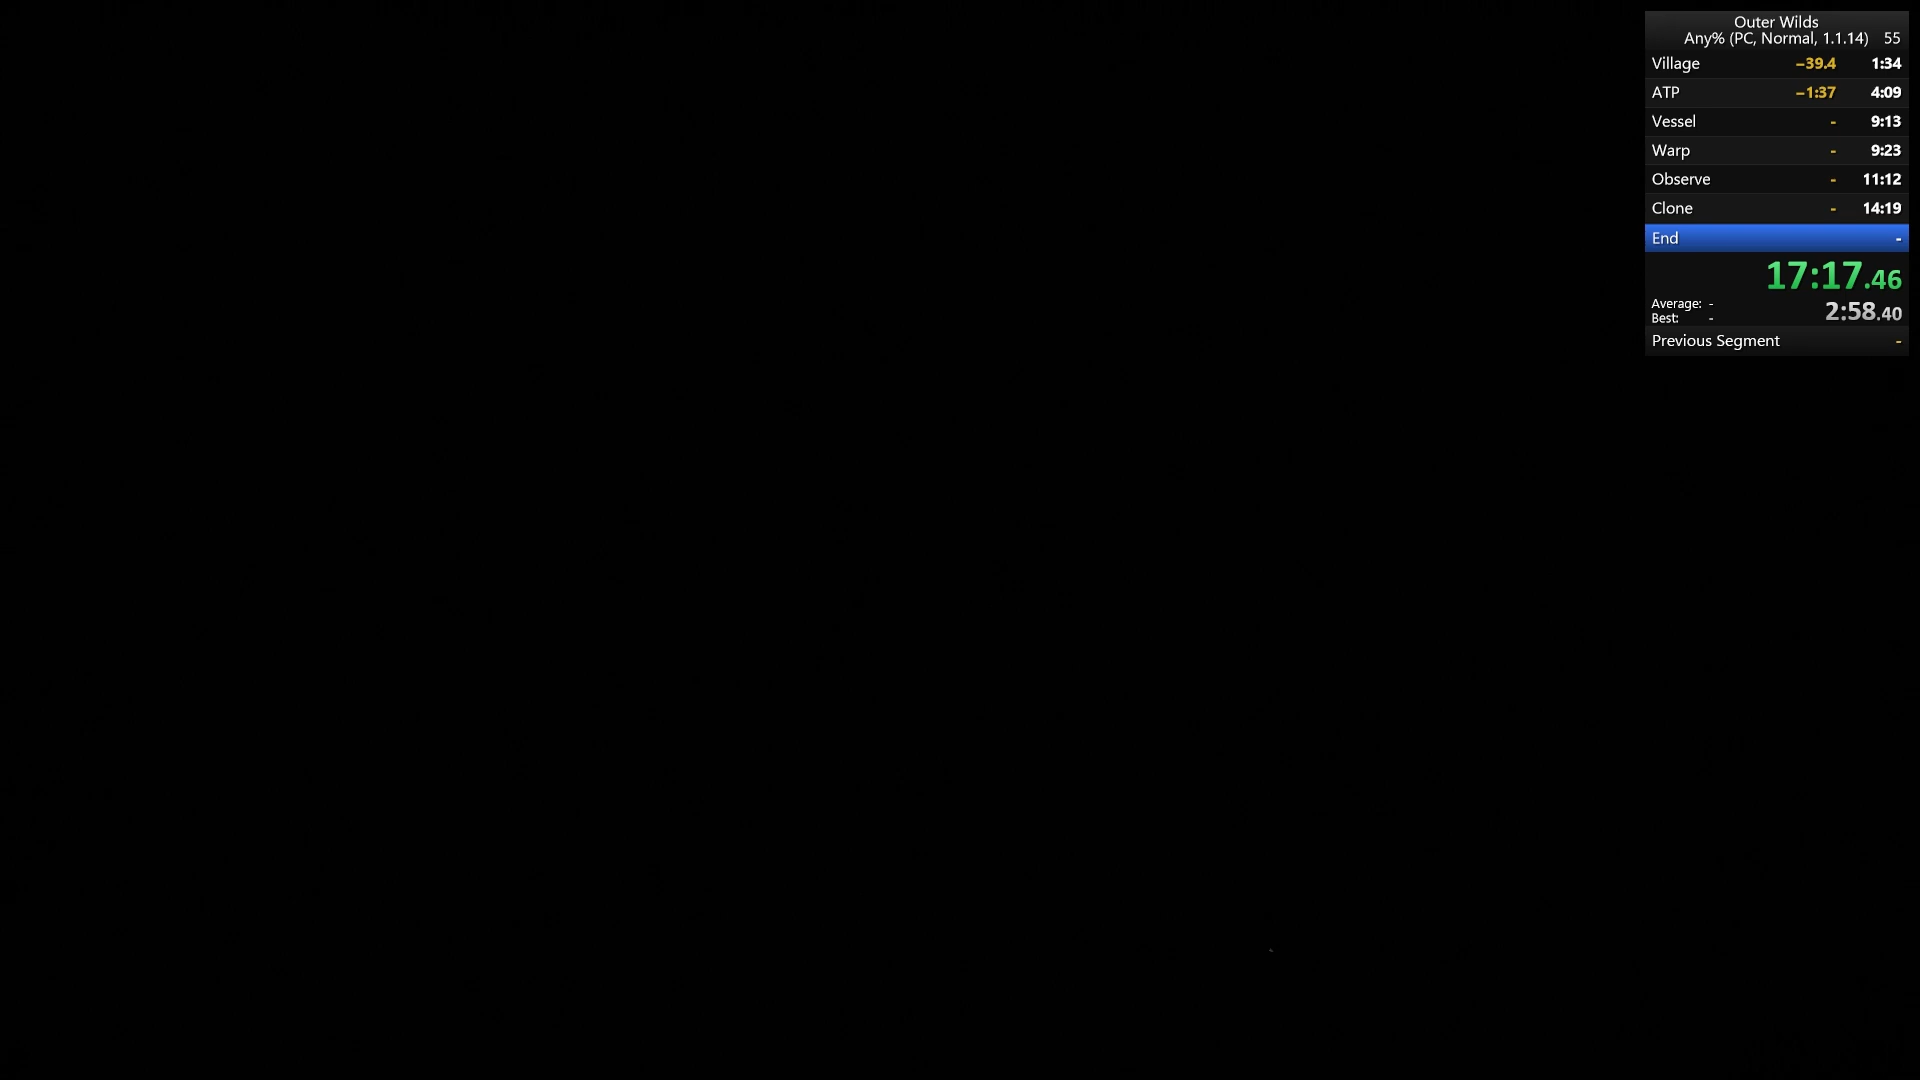 Outer Wilds
Any% (PC, Normal, 1.1.14) 55
Village −39.4 1:34
ATP −1:37 4:09
Vessel - 9:13
Warp - 9:23
Observe - 11:12
Clone - 14:19
End -
17:17.46
Average: -
Best: - 2:58.40
Previous Segment -